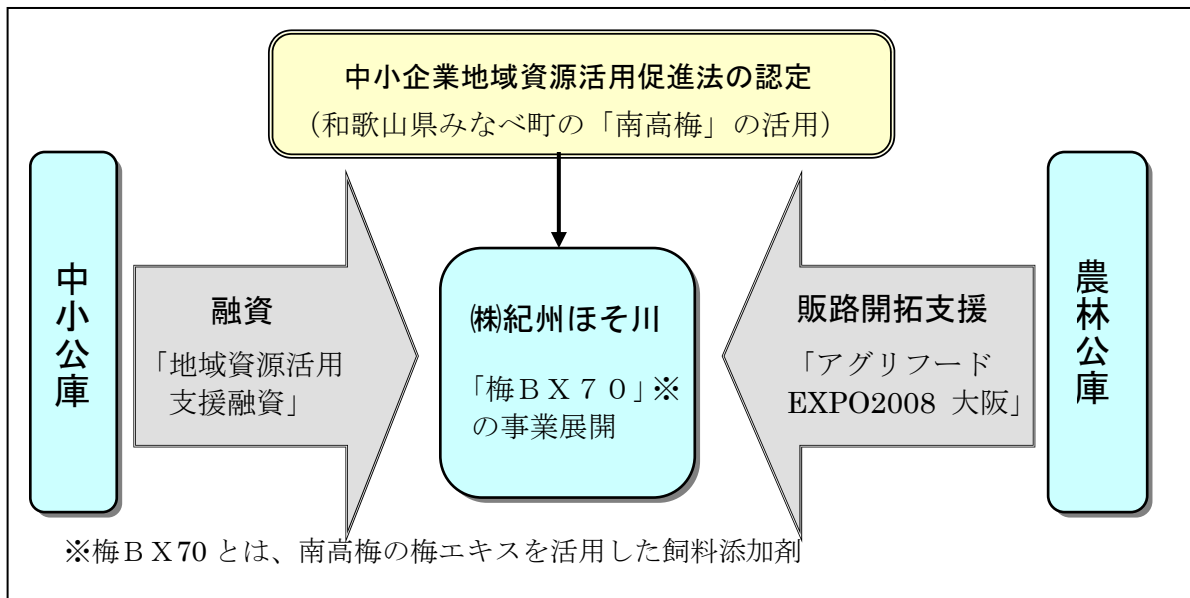 中小企業地域資源活用促進法の認定
（和歌山県みなべ町の「南高梅」の活用）
中小公庫
融資
「地域資源活用
支援融資」
㈱紀州ほそ川
「梅ＢＸ７０」※
の事業展開
販路開拓支援
「アグリフード
EXPO2008 大阪」
農林公庫
※梅ＢＸ70 とは、南高梅の梅エキスを活用した飼料添加剤